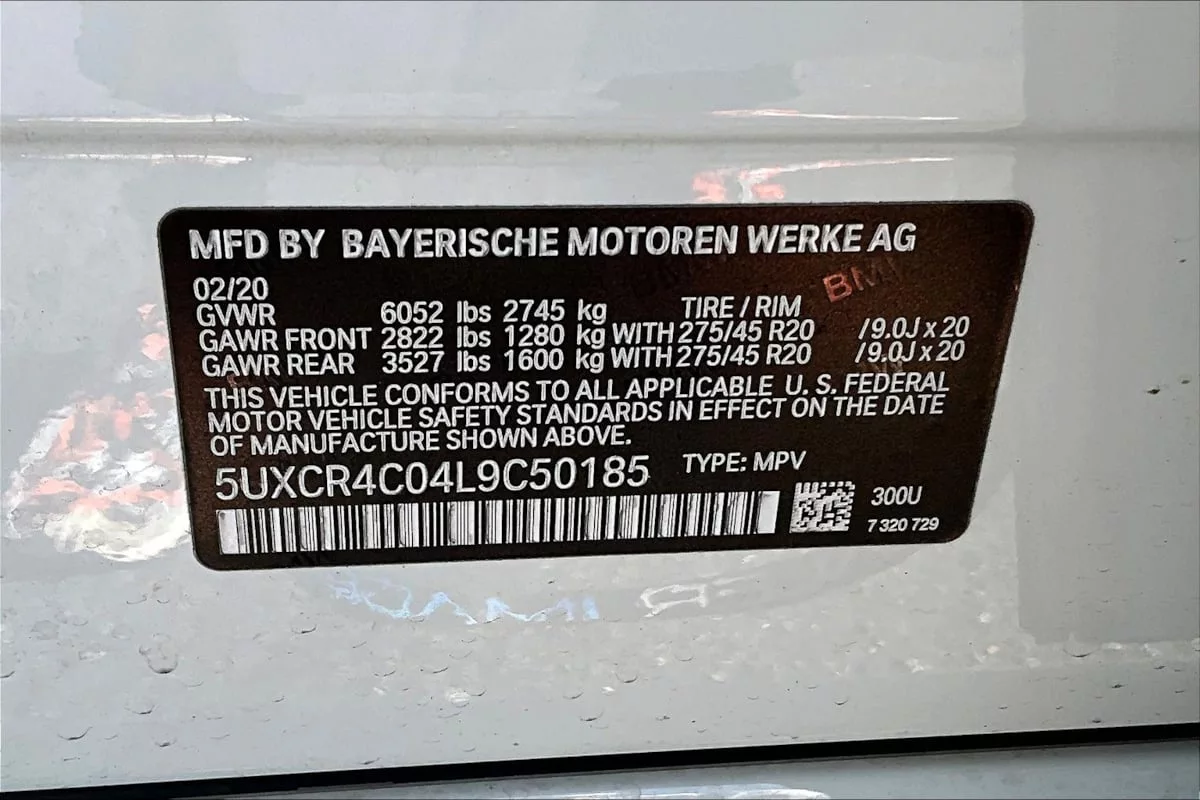 MFD BY BAYERISCHE MOTOREN WERKE AG
02/20
GVWR 6052 lbs 2745 kg TIRE / RIM
GAWR FRONT 2822 lbs 1280 kg WITH 275/45 R20 /9.0J x 20
GAWR REAR 3527 lbs 1600 kg WITH 275/45 R20 /9.0J x 20
THIS VEHICLE CONFORMS TO ALL APPLICABLE U.S. FEDERAL
MOTOR VEHICLE SAFETY STANDARDS IN EFFECT ON THE DATE
OF MANUFACTURE SHOWN ABOVE.
5UXCR4C04L9C50185 TYPE: MPV
300U
7 320 729